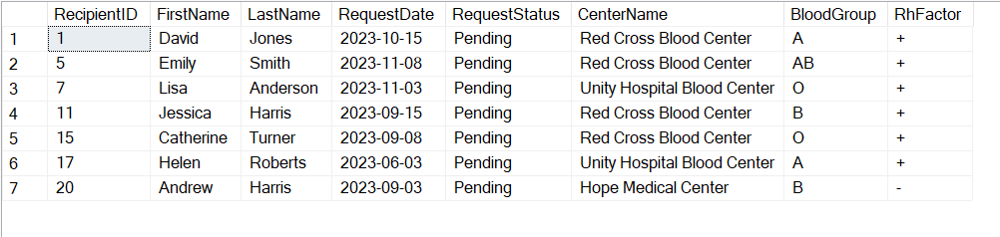 RecipientID FirstName LastName RequestDate RequestStatus CenterName BloodGroup RhFactor
1 1 David Jones 2023-10-15 Pending Red Cross Blood Center A +
2 5 Emily Smith 2023-11-08 Pending Red Cross Blood Center AB +
3 7 Lisa Anderson 2023-11-03 Pending Unity Hospital Blood Center O +
4 11 Jessica Harris 2023-09-15 Pending Red Cross Blood Center B +
5 15 Catherine Turner 2023-09-08 Pending Red Cross Blood Center O +
6 17 Helen Roberts 2023-06-03 Pending Unity Hospital Blood Center A +
7 20 Andrew Harris 2023-09-03 Pending Hope Medical Center B -